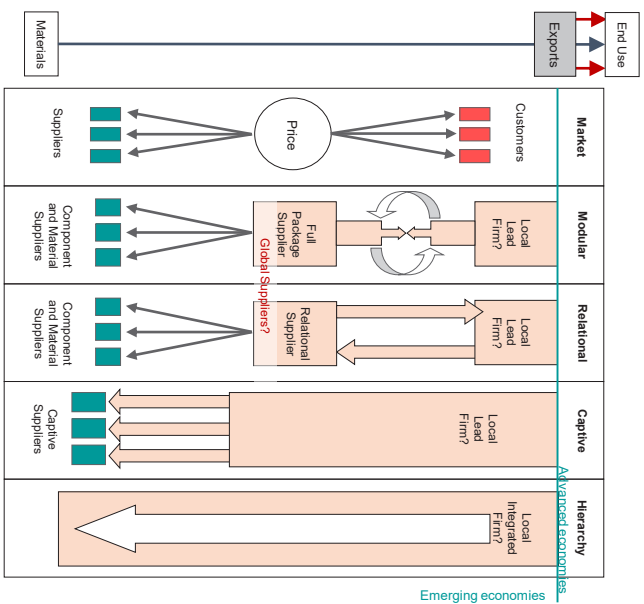 End Use
Exports
Materials
Market
Customers
Price
Suppliers
Modular
Local
Lead
Firm?
Full
Package
Supplier
Component
and Material
Suppliers
Global Suppliers?
Relational
Local
Lead
Firm?
Relational
Supplier
Component
and Material
Suppliers
Captive
Local
Lead
Firm?
Captive
Suppliers
Hierarchy
Local
Integrated
Firm?
Advanced economies
Emerging economies